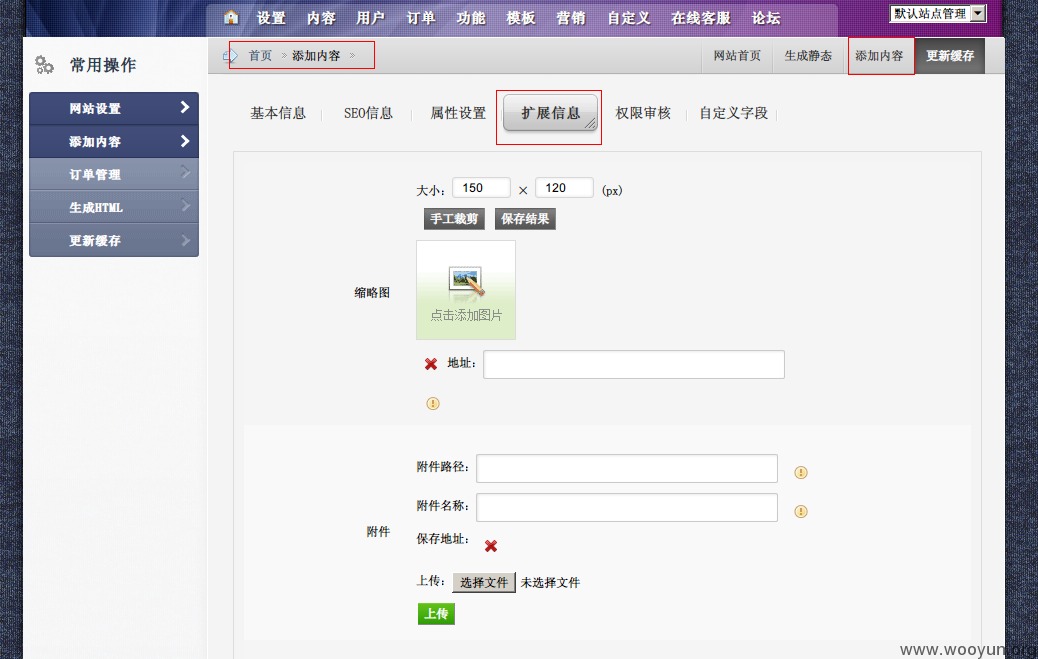 设置 内容 用户 订单 功能 模板 营销 自定义 在线客服 论坛 默认站点管理
常用操作
首页 » 添加内容 » 网站首页 生成静态 添加内容 更新缓存
网站设置
添加内容
订单管理
生成HTML
更新缓存
基本信息 SEO信息 属性设置 扩展信息 权限审核 自定义字段
大小: 150 × 120 (px)
手工裁剪 保存结果
缩略图
点击添加图片
地址:
附件路径:
附件名称:
附件
保存地址:
上传: 选择文件 未选择文件
上传
www.wooyun.org